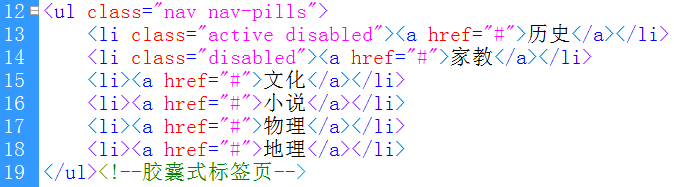 12 <ul class="nav nav-pills">
13 <li class="active disabled"><a href="#">历史</a></li>
14 <li class="disabled"><a href="#">家教</a></li>
15 <li><a href="#">文化</a></li>
16 <li><a href="#">小说</a></li>
17 <li><a href="#">物理</a></li>
18 <li><a href="#">地理</a></li>
19 </ul><!--胶囊式标签页-->